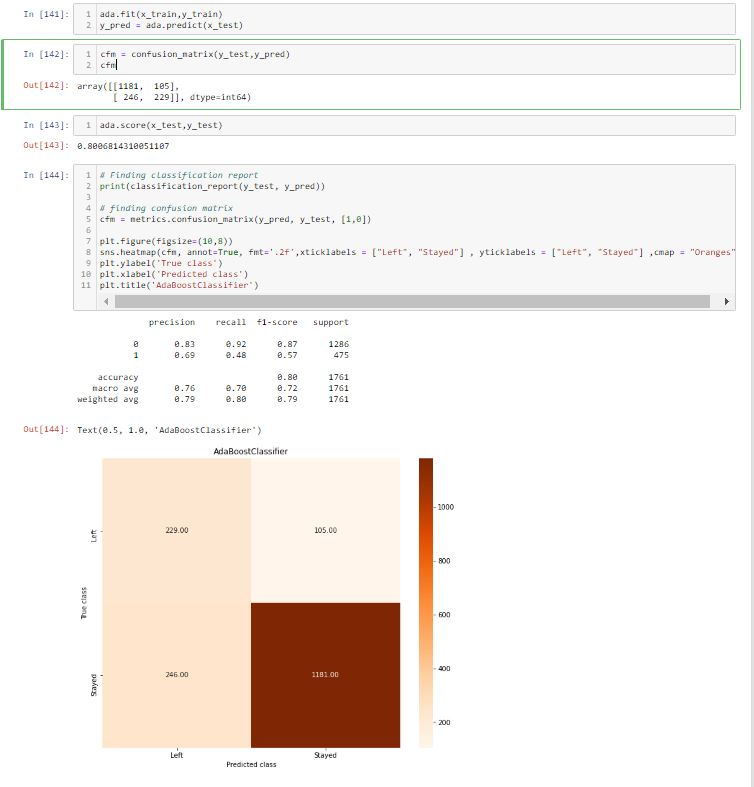 In [141]: 1 ada.fit(x_train,y_train)
2 y_pred = ada.predict(x_test)
In [142]: 1 cfm = confusion_matrix(y_test,y_pred)
2 cfm
Out[142]: array([[1181, 105],
[ 246, 229]], dtype=int64)
In [143]: 1 ada.score(x_test,y_test)
Out[143]: 0.8006814310051107
In [144]: 1 # Finding classification report
2 print(classification_report(y_test, y_pred))
3
4 # finding confusion matrix
5 cfm = metrics.confusion_matrix(y_pred, y_test, [1,0])
6
7 plt.figure(figsize=(10,8))
8 sns.heatmap(cfm, annot=True, fmt='.2f',xticklabels = ["Left", "Stayed"] , yticklabels = ["Left", "Stayed"] ,cmap = "Oranges"
9 plt.ylabel('True class')
10 plt.xlabel('Predicted class')
11 plt.title('AdaBoostClassifier')
precision recall f1-score support
0 0.83 0.92 0.87 1286
1 0.69 0.48 0.57 475
accuracy 0.80 1761
macro avg 0.76 0.70 0.72 1761
weighted avg 0.79 0.80 0.79 1761
Out[144]: Text(0.5, 1.0, 'AdaBoostClassifier')
AdaBoostClassifier
1000
Left 229.00 105.00
800
True class
600
400
Stayed 246.00 1181.00
200
Left Stayed
Predicted class